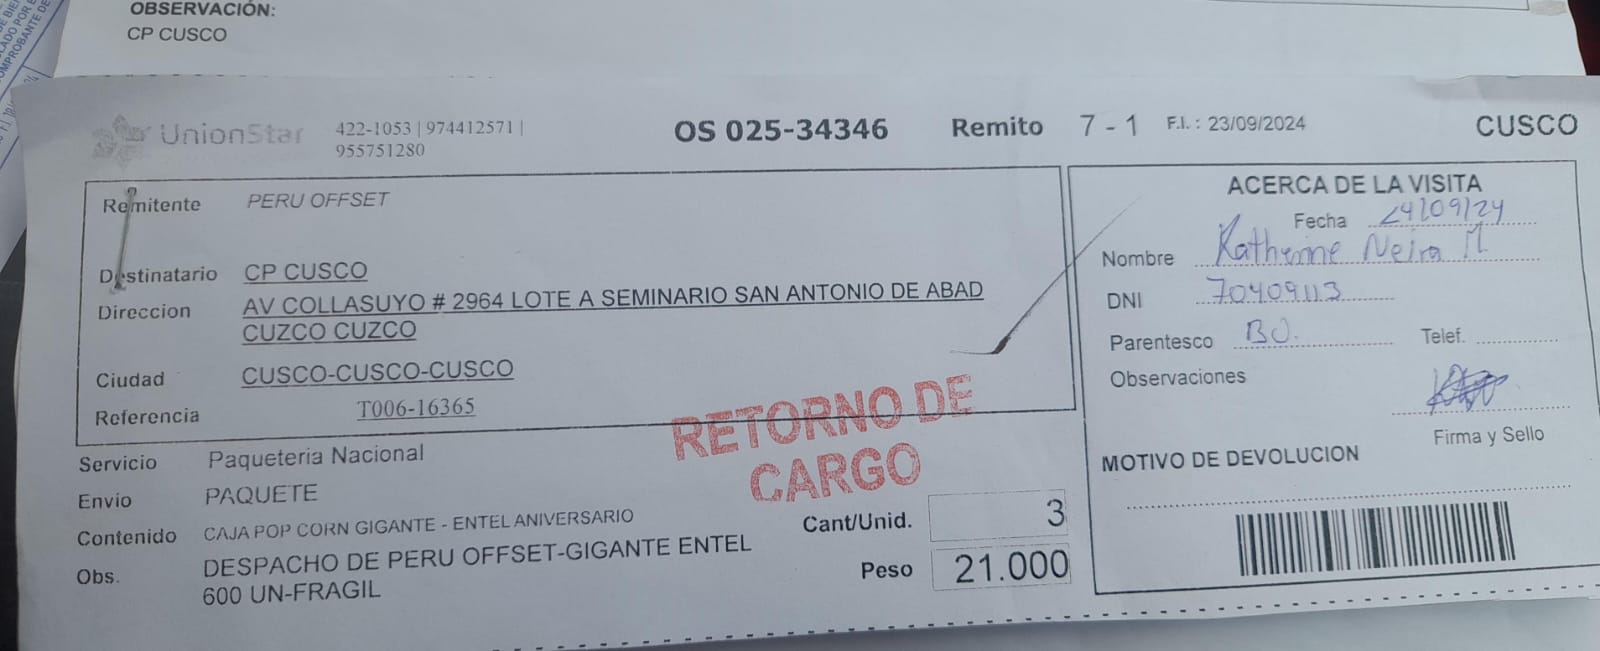 OBSERVACIÓN:
CP CUSCO
UnionStar
422-1053 | 974412571 |
955751280
OS 025-34346
Remito 7 - 1
F.I. : 23/09/2024
CUSCO
Remitente PERU OFFSET
Destinatario CP CUSCO
Direccion AV COLLASUYO # 2964 LOTE A SEMINARIO SAN ANTONIO DE ABAD
CUZCO CUZCO
Ciudad CUSCO-CUSCO-CUSCO
Referencia T006-16365
RETORNO DE
CARGO
Servicio Paqueteria Nacional
Envio PAQUETE
Contenido CAJA POP CORN GIGANTE - ENTEL ANIVERSARIO
Obs. DESPACHO DE PERU OFFSET-GIGANTE ENTEL
600 UN-FRAGIL
Cant/Unid. 3
Peso 21.000
ACERCA DE LA VISITA
Fecha 24/09/24
Nombre Katherine Neira M.
DNI 70409113
Parentesco BO.
Telef.
Observaciones
Firma y Sello
MOTIVO DE DEVOLUCION